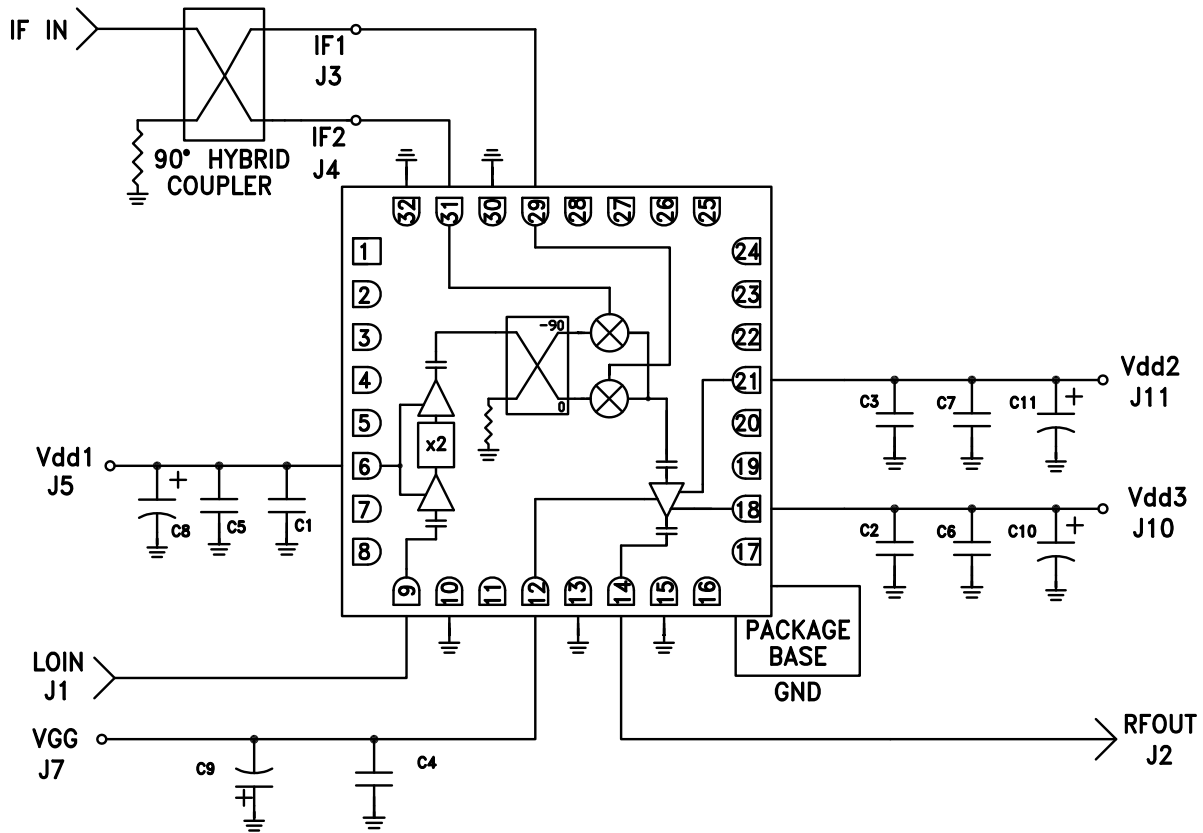 IF IN
IF1
J3
IF2
J4
90° HYBRID
COUPLER
32
31
30
29
28
27
26
25
1
2
3
4
5
6
7
8
24
23
22
21
20
19
18
17
9
10
11
12
13
14
15
16
-90
0
x2
Vdd1
J5
C8
C5
C1
Vdd2
J11
C3
C7
C11
+
Vdd3
J10
C2
C6
C10
+
+
PACKAGE
BASE
GND
LOIN
J1
VGG
J7
C9
+
C4
RFOUT
J2